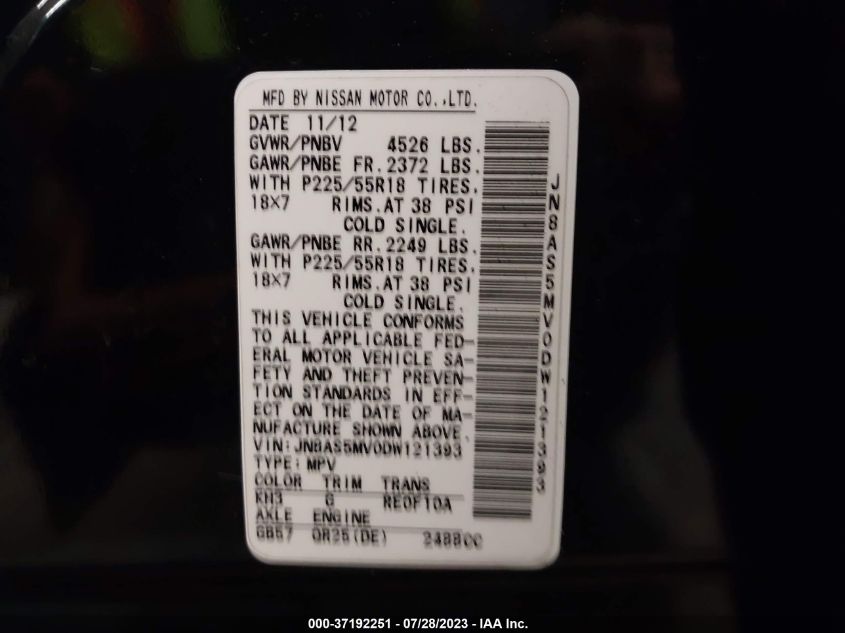 MFD BY NISSAN MOTOR CO.,LTD.
DATE 11/12
GVWR/PNBV 4526 LBS.
GAWR/PNBE FR. 2372 LBS.
WITH P225/55R18 TIRES.
18X7 RIMS.AT 38 PSI
COLD SINGLE.
GAWR/PNBE RR. 2249 LBS.
WITH P225/55R18 TIRES.
18X7 RIMS.AT 38 PSI
COLD SINGLE.
THIS VEHICLE CONFORMS
TO ALL APPLICABLE FED-
ERAL MOTOR VEHICLE SA-
FETY AND THEFT PREVEN-
TION STANDARDS IN EFF-
ECT ON THE DATE OF MA-
NUFACTURE SHOWN ABOVE.
VIN:JN8AS5MV0DW121393
TYPE:MPV
COLOR TRIM TRANS
KH3 G RE0F10A
AXLE ENGINE
GB57 QR25(DE) 2488CC
JN8AS5MV0DW121393
000-37192251 - 07/28/2023 - IAA Inc.